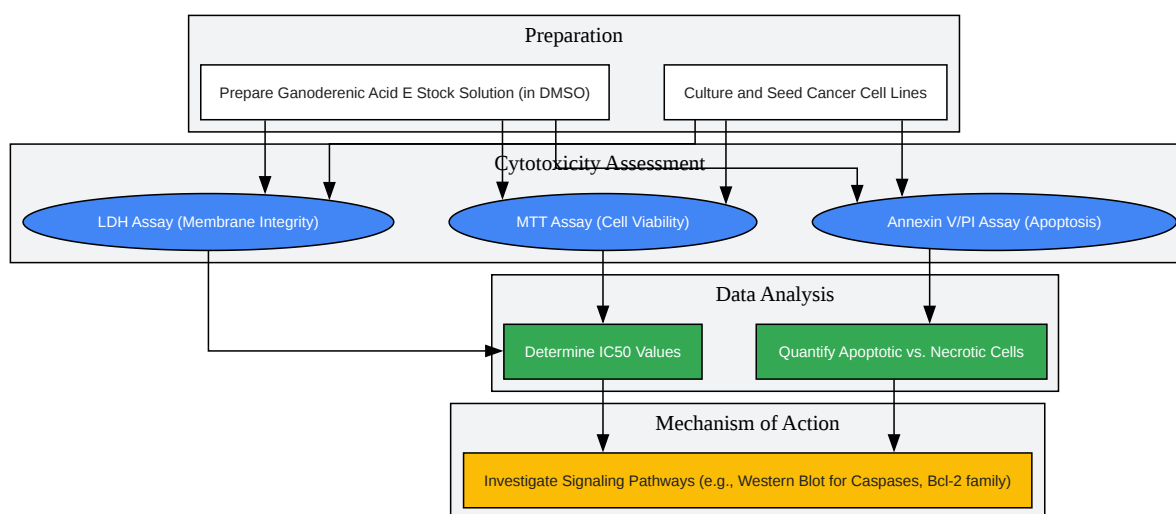 Preparation
Prepare Ganoderenic Acid E Stock Solution (in DMSO)
Culture and Seed Cancer Cell Lines
Cytotoxicity Assessment
LDH Assay (Membrane Integrity)
MTT Assay (Cell Viability)
Annexin V/PI Assay (Apoptosis)
Data Analysis
Determine IC50 Values
Quantify Apoptotic vs. Necrotic Cells
Mechanism of Action
Investigate Signaling Pathways (e.g., Western Blot for Caspases, Bcl-2 family)